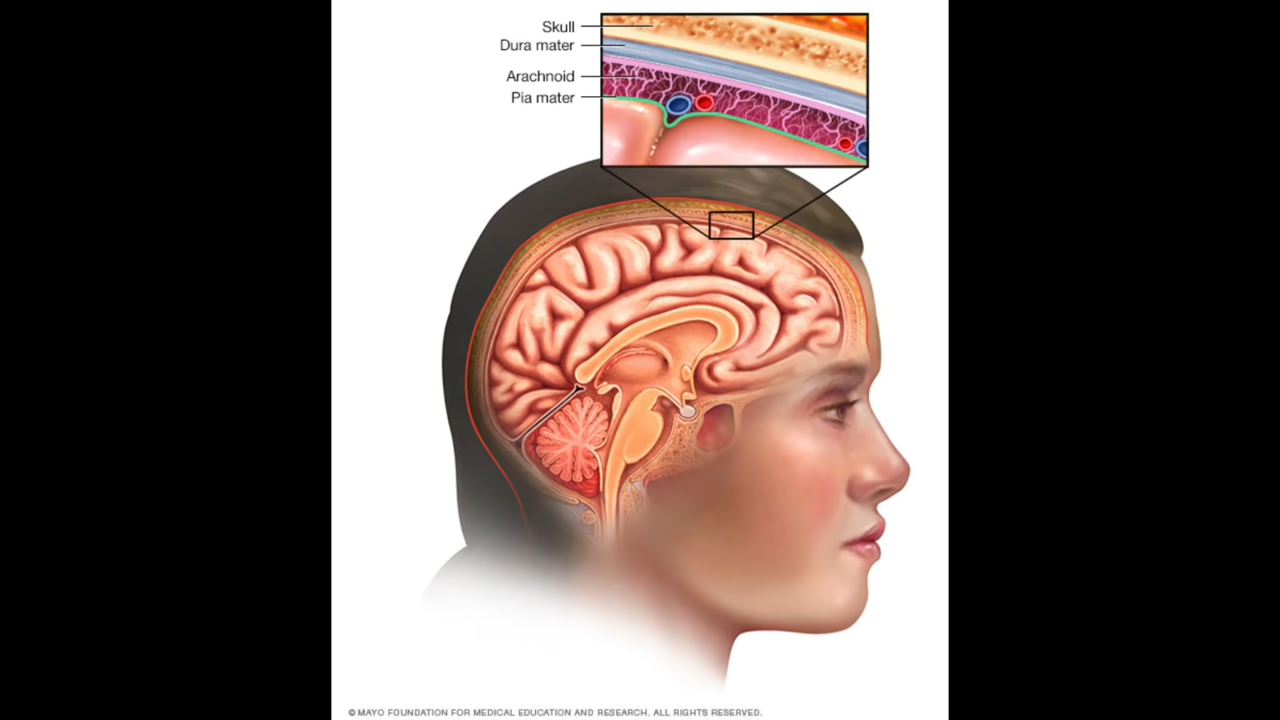 Skull
Dura mater
Arachnoid
Pia mater
© MAYO FOUNDATION FOR MEDICAL EDUCATION AND RESEARCH. ALL RIGHTS RESERVED.